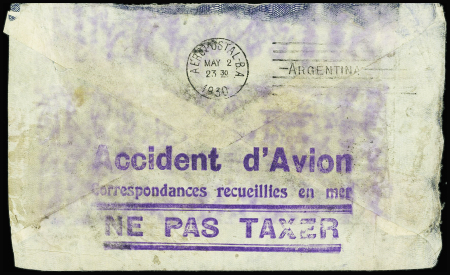 AEROPOSTAL-B.A
MAY 2
23 30
1930
ARGENTINA
Accident d'Avion
Correspondances recueillies en mer
NE PAS TAXER